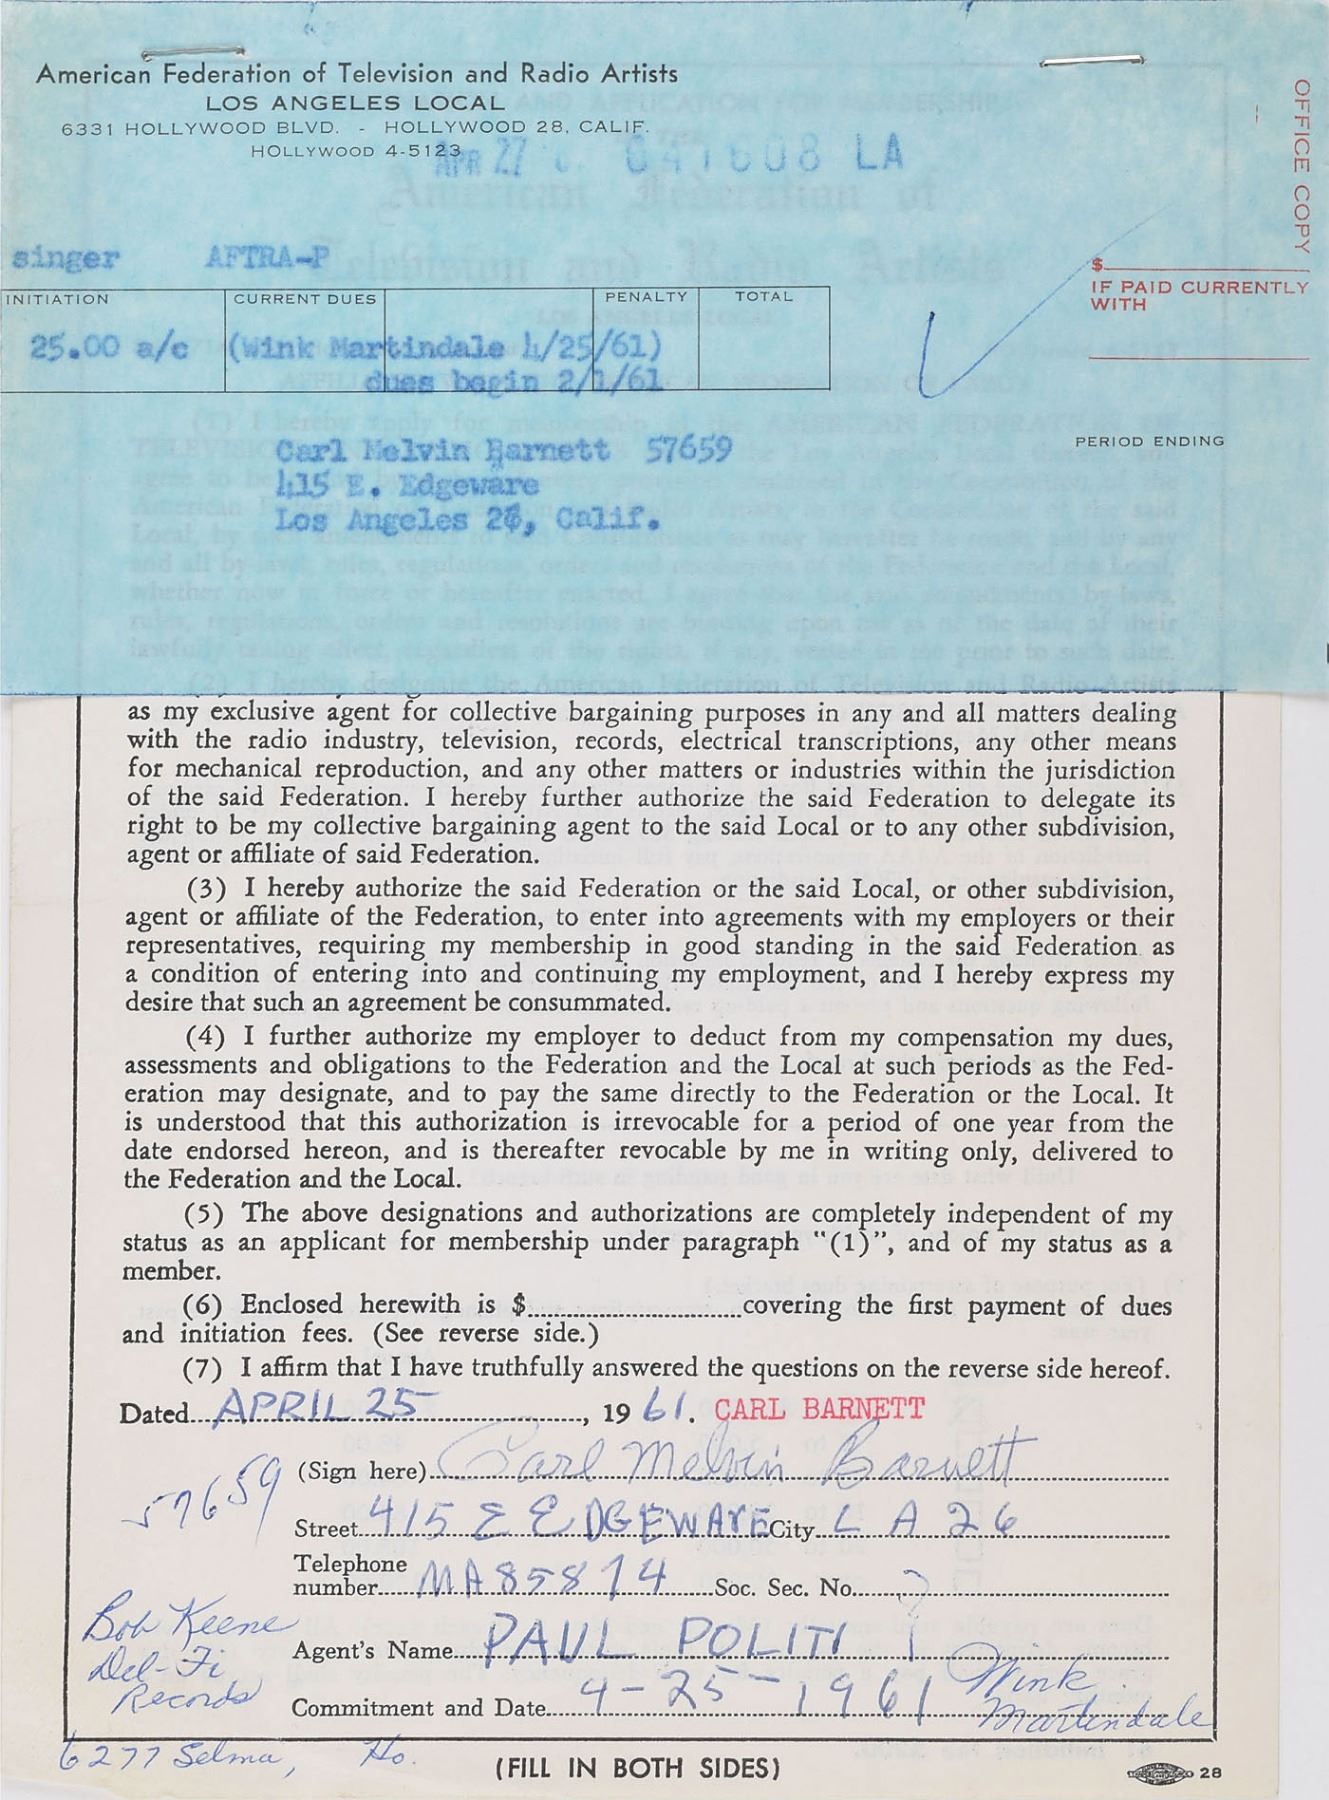 American Federation of Television and Radio Artists
LOS ANGELES LOCAL
6331 HOLLYWOOD BLVD. - HOLLYWOOD 28, CALIF.
HOLLYWOOD 4-5123
APR 27 041608 LA
OFFICE COPY
singer AFTRA-P
$
IF PAID CURRENTLY
WITH
INITIATION CURRENT DUES PENALTY TOTAL
25.00 a/c (Wink Martindale 4/25/61)
dues begin 2/1/61
PERIOD ENDING
Carl Melvin Barnett 57659
415 E. Edgeware
Los Angeles 26, Calif.
as my exclusive agent for collective bargaining purposes in any and all matters dealing
with the radio industry, television, records, electrical transcriptions, any other means
for mechanical reproduction, and any other matters or industries within the jurisdiction
of the said Federation. I hereby further authorize the said Federation to delegate its
right to be my collective bargaining agent to the said Local or to any other subdivision,
agent or affiliate of said Federation.
(3) I hereby authorize the said Federation or the said Local, or other subdivision,
agent or affiliate of the Federation, to enter into agreements with my employers or their
representatives, requiring my membership in good standing in the said Federation as
a condition of entering into and continuing my employment, and I hereby express my
desire that such an agreement be consummated.
(4) I further authorize my employer to deduct from my compensation my dues,
assessments and obligations to the Federation and the Local at such periods as the Fed-
eration may designate, and to pay the same directly to the Federation or the Local. It
is understood that this authorization is irrevocable for a period of one year from the
date endorsed hereon, and is thereafter revocable by me in writing only, delivered to
the Federation and the Local.
(5) The above designations and authorizations are completely independent of my
status as an applicant for membership under paragraph "(1)", and of my status as a
member.
(6) Enclosed herewith is $..............................covering the first payment of dues
and initiation fees. (See reverse side.)
(7) I affirm that I have truthfully answered the questions on the reverse side hereof.
Dated APRIL 25, 1961. CARL BARNETT
57659 (Sign here) Carl Melvin Barnett
Street 415 E EDGEWARE City L A 26
Telephone
number MA85814 Soc. Sec. No. ?
Bob Keene
Del-Fi
Records
6277 Selma, Ho.
Agent's Name PAUL POLITI
Commitment and Date 4-25-1961 Wink
Martindale
(FILL IN BOTH SIDES)
28